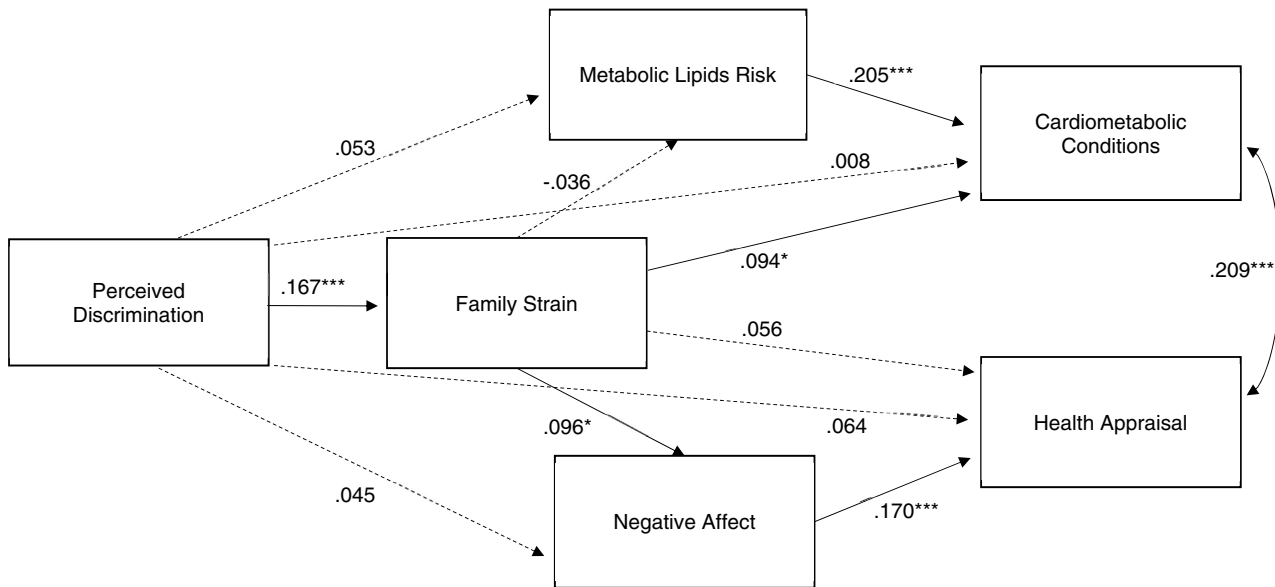 Metabolic Lipids Risk
.205***
Cardiometabolic
Conditions
.053
.008
-.036
.094*
.209***
Perceived
Discrimination
.167***
Family Strain
.056
.096*
.064
Health Appraisal
.045
Negative Affect
.170***